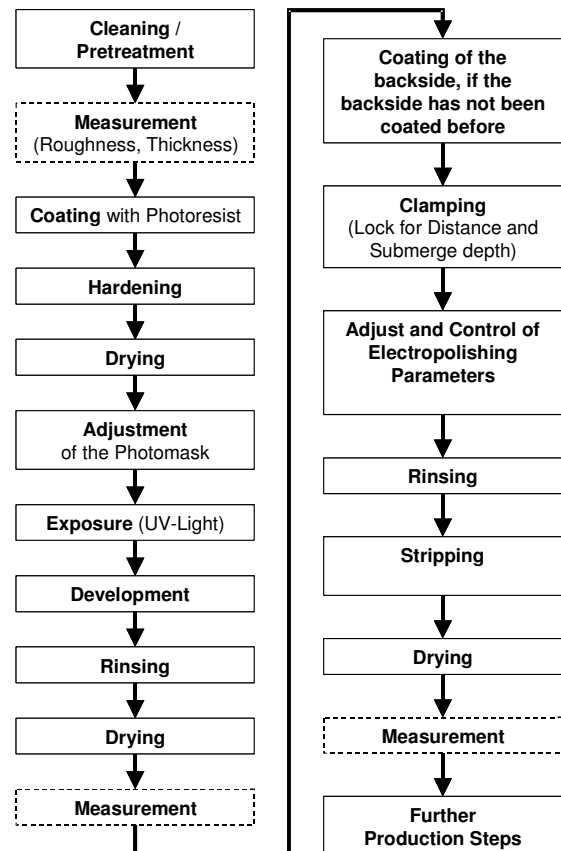 Cleaning /
Pretreatment
Measurement
(Roughness, Thickness)
Coating with Photoresist
Hardening
Drying
Adjustment
of the Photomask
Exposure (UV-Light)
Development
Rinsing
Drying
Measurement
Coating of the
backside, if the
backside has not been
coated before
Clamping
(Lock for Distance and
Submerge depth)
Adjust and Control of
Electropolishing
Parameters
Rinsing
Stripping
Drying
Measurement
Further
Production Steps